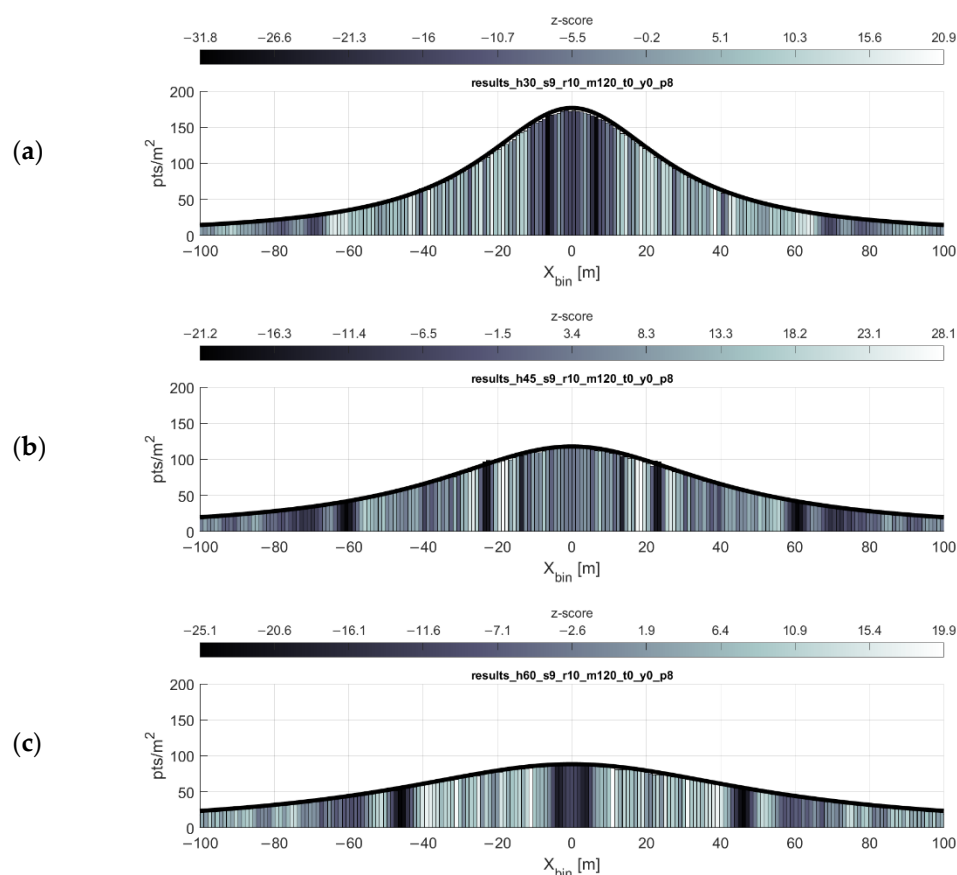 z-score
−31.8 −26.6 −21.3 −16 −10.7 −5.5 −0.2 5.1 10.3 15.6 20.9
results_h30_s9_r10_m120_t0_y0_p8
(a)
pts/m²
200
150
100
50
0
−100 −80 −60 −40 −20 0 20 40 60 80 100
X_bin [m]
z-score
−21.2 −16.3 −11.4 −6.5 −1.5 3.4 8.3 13.3 18.2 23.1 28.1
results_h45_s9_r10_m120_t0_y0_p8
(b)
pts/m²
200
150
100
50
0
−100 −80 −60 −40 −20 0 20 40 60 80 100
X_bin [m]
z-score
−25.1 −20.6 −16.1 −11.6 −7.1 −2.6 1.9 6.4 10.9 15.4 19.9
results_h60_s9_r10_m120_t0_y0_p8
(c)
pts/m²
200
150
100
50
0
−100 −80 −60 −40 −20 0 20 40 60 80 100
X_bin [m]